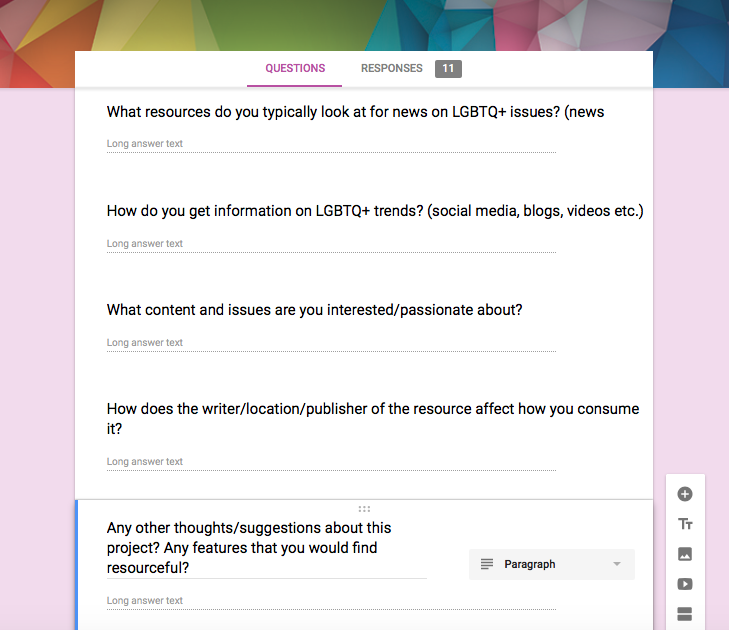 QUESTIONS RESPONSES 11
What resources do you typically look at for news on LGBTQ+ issues? (news
Long answer text
How do you get information on LGBTQ+ trends? (social media, blogs, videos etc.)
Long answer text
What content and issues are you interested/passionate about?
Long answer text
How does the writer/location/publisher of the resource affect how you consume
it?
Long answer text
Any other thoughts/suggestions about this
project? Any features that you would find
resourceful?
Paragraph
Long answer text
Tт